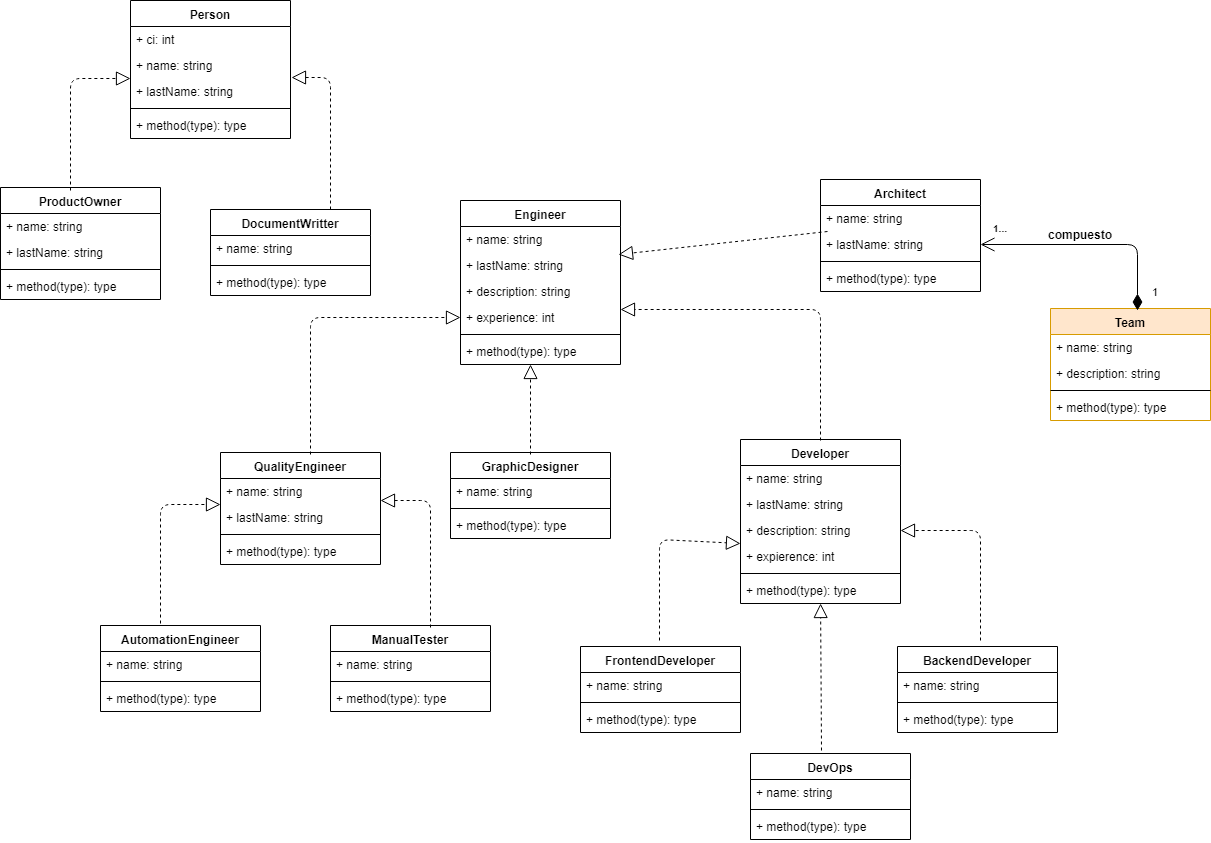 Person
+ ci: int
+ name: string
+ lastName: string
+ method(type): type
ProductOwner
+ name: string
+ lastName: string
+ method(type): type
DocumentWritter
+ name: string
+ method(type): type
Engineer
+ name: string
+ lastName: string
+ description: string
+ experience: int
+ method(type): type
Architect
+ name: string
+ lastName: string
+ method(type): type
1...
compuesto
1
Team
+ name: string
+ description: string
+ method(type): type
QualityEngineer
+ name: string
+ lastName: string
+ method(type): type
GraphicDesigner
+ name: string
+ method(type): type
Developer
+ name: string
+ lastName: string
+ description: string
+ expierence: int
+ method(type): type
AutomationEngineer
+ name: string
+ method(type): type
ManualTester
+ name: string
+ method(type): type
FrontendDeveloper
+ name: string
+ method(type): type
BackendDeveloper
+ name: string
+ method(type): type
DevOps
+ name: string
+ method(type): type